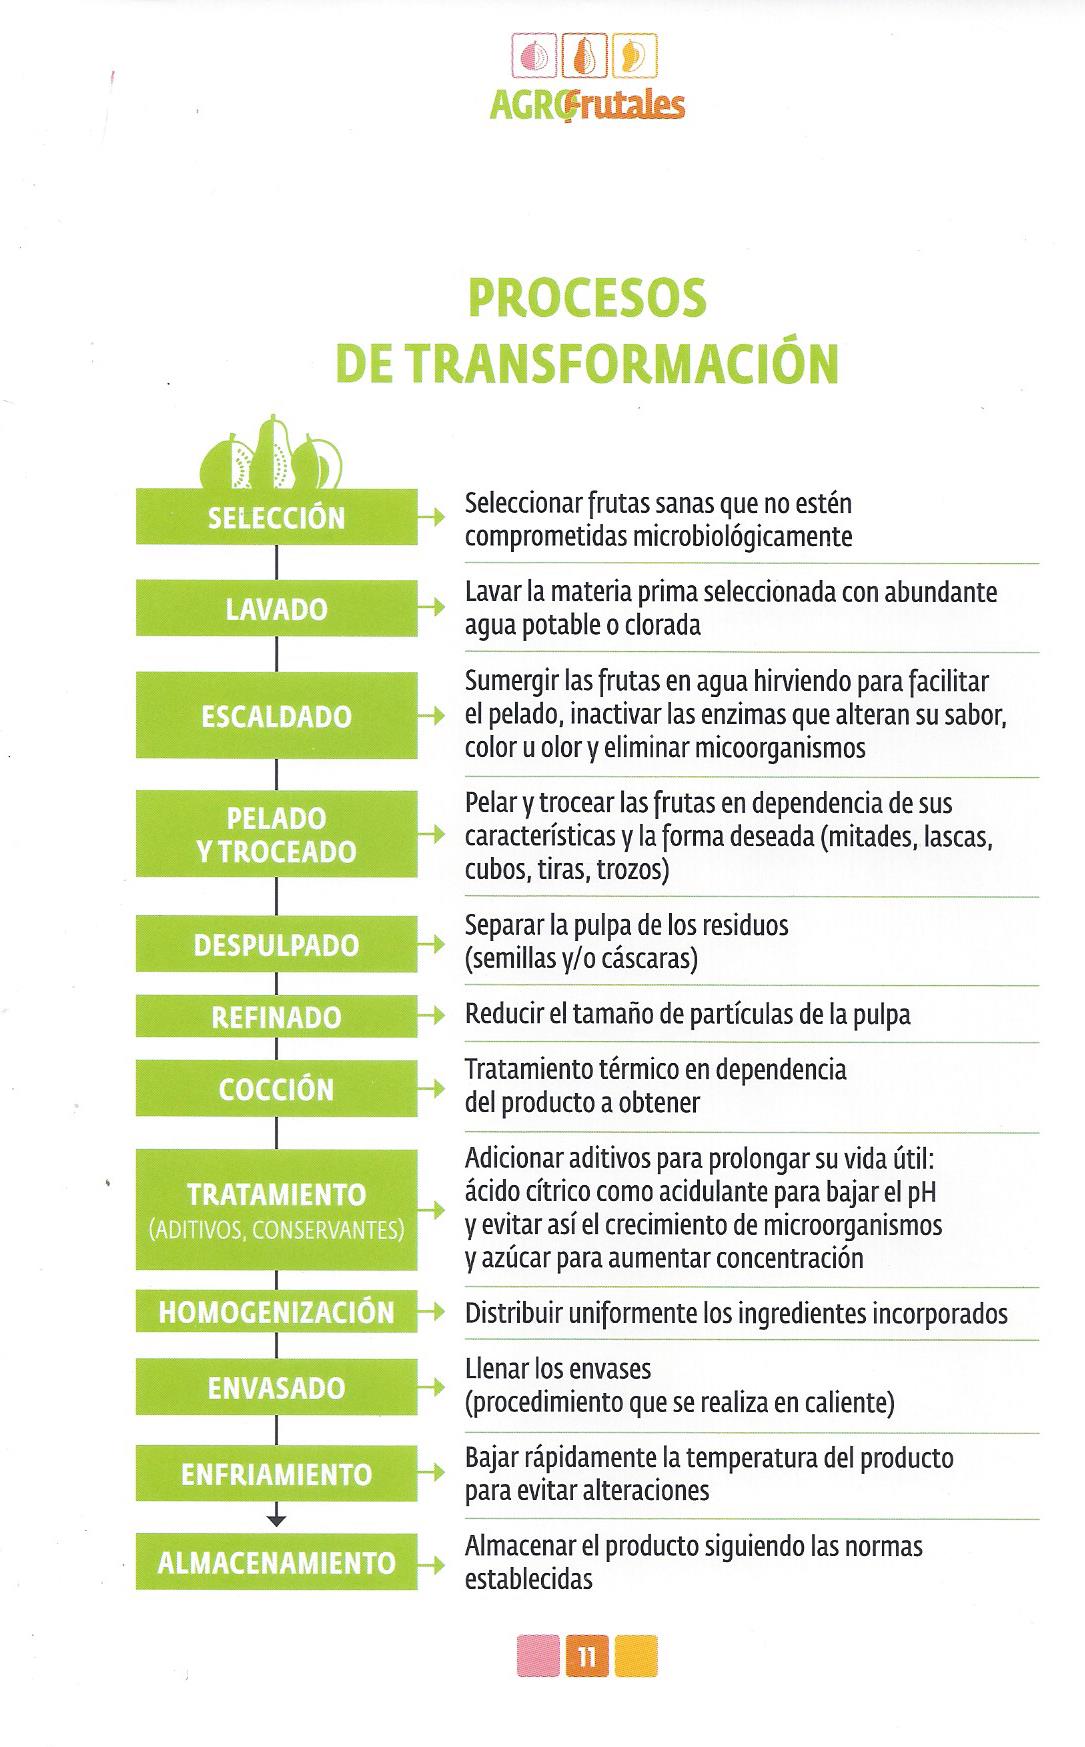 AGROfrutales
PROCESOS
DE TRANSFORMACIÓN
SELECCIÓN
Seleccionar frutas sanas que no estén
comprometidas microbiológicamente
LAVADO
Lavar la materia prima seleccionada con abundante
agua potable o clorada
ESCALDADO
Sumergir las frutas en agua hirviendo para facilitar
el pelado, inactivar las enzimas que alteran su sabor,
color u olor y eliminar micoorganismos
PELADO
Y TROCEADO
Pelar y trocear las frutas en dependencia de sus
características y la forma deseada (mitades, lascas,
cubos, tiras, trozos)
DESPULPADO
Separar la pulpa de los residuos
(semillas y/o cáscaras)
REFINADO
Reducir el tamaño de partículas de la pulpa
COCCIÓN
Tratamiento térmico en dependencia
del producto a obtener
TRATAMIENTO
(ADITIVOS, CONSERVANTES)
Adicionar aditivos para prolongar su vida útil:
ácido cítrico como acidulante para bajar el pH
y evitar así el crecimiento de microorganismos
y azúcar para aumentar concentración
HOMOGENIZACIÓN
Distribuir uniformente los ingredientes incorporados
ENVASADO
Llenar los envases
(procedimiento que se realiza en caliente)
ENFRIAMIENTO
Bajar rápidamente la temperatura del producto
para evitar alteraciones
ALMACENAMIENTO
Almacenar el producto siguiendo las normas
establecidas
11